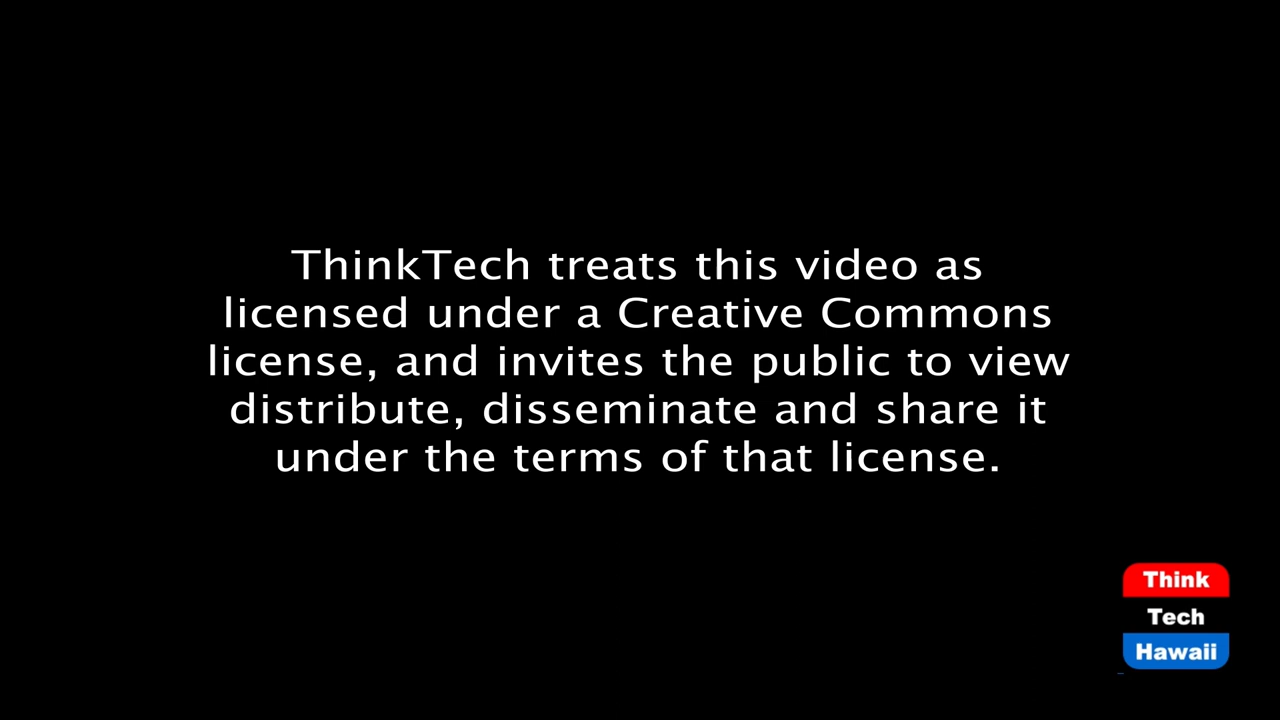 ThinkTech treats this video as
licensed under a Creative Commons
license, and invites the public to view
distribute, disseminate and share it
under the terms of that license.
Think
Tech
Hawaii